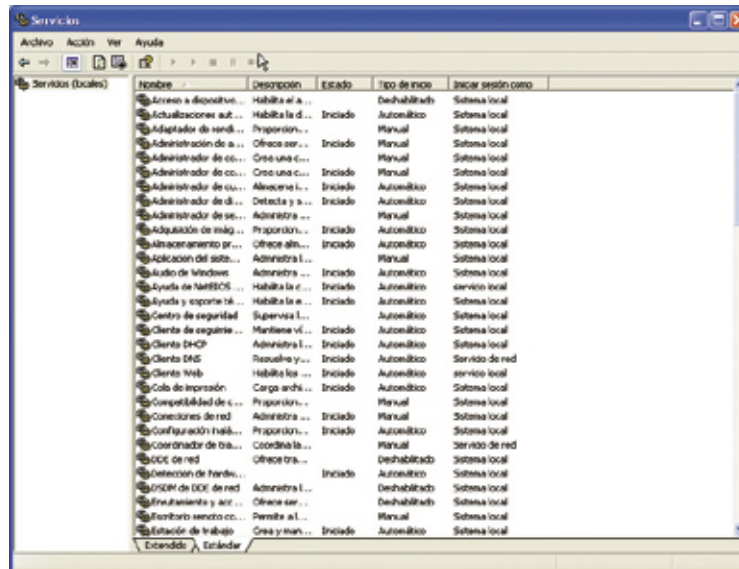 Servicios
Archivo Acción Ver Ayuda
Servicios (locales)
Nombre Descripción Estado Tipo de inicio Iniciar sesión como
Acceso a dispositivo... Habilita el a... Deshabilitado Sistema local
Actualizaciones aut... Habilita la d... Iniciado Automático Sistema local
Adaptador de rendi... Proporcion... Manual Sistema local
Administración de a... Ofrece ser... Iniciado Manual Sistema local
Administrador de co... Crea una c... Manual Sistema local
Administrador de co... Crea una c... Iniciado Manual Sistema local
Administrador de cu... Almacena i... Iniciado Automático Sistema local
Administrador de di... Detecta y s... Iniciado Automático Sistema local
Administrador de se... Administra ... Manual Sistema local
Adquisición de imág... Proporcion... Iniciado Automático Sistema local
Almacenamiento pr... Ofrece alm... Iniciado Automático Sistema local
Aplicación del siste... Administra l... Manual Sistema local
Audio de Windows Administra ... Iniciado Automático Sistema local
Ayuda de NetBIOS ... Habilita la c... Iniciado Automático servicio local
Ayuda y soporte té... Habilita la e... Iniciado Automático Sistema local
Centro de seguridad Supervisa l... Automático Sistema local
Cliente de seguimie... Mantiene ví... Iniciado Automático Sistema local
Cliente DHCP Administra l... Iniciado Automático Sistema local
Cliente DNS Resuelve y... Iniciado Automático Servicio de red
Cliente Web Habilita los ... Iniciado Automático servicio local
Cola de impresión Carga archi... Iniciado Automático Sistema local
Compatibilidad de c... Proporcion... Manual Sistema local
Conexiones de red Administra ... Iniciado Manual Sistema local
Configuración inalá... Proporcion... Iniciado Automático Sistema local
Coordinador de tra... Coordina la... Manual Servicio de red
DDE de red Ofrece tra... Deshabilitado Sistema local
Detección de hardw... Iniciado Automático Sistema local
DSDM de DDE de red Administra l... Deshabilitado Sistema local
Enrutamiento y acc... Ofrece ser... Deshabilitado Sistema local
Escritorio remoto co... Permite a l... Manual Sistema local
Estación de trabajo Crea y man... Iniciado Automático Sistema local
Extendido Estándar